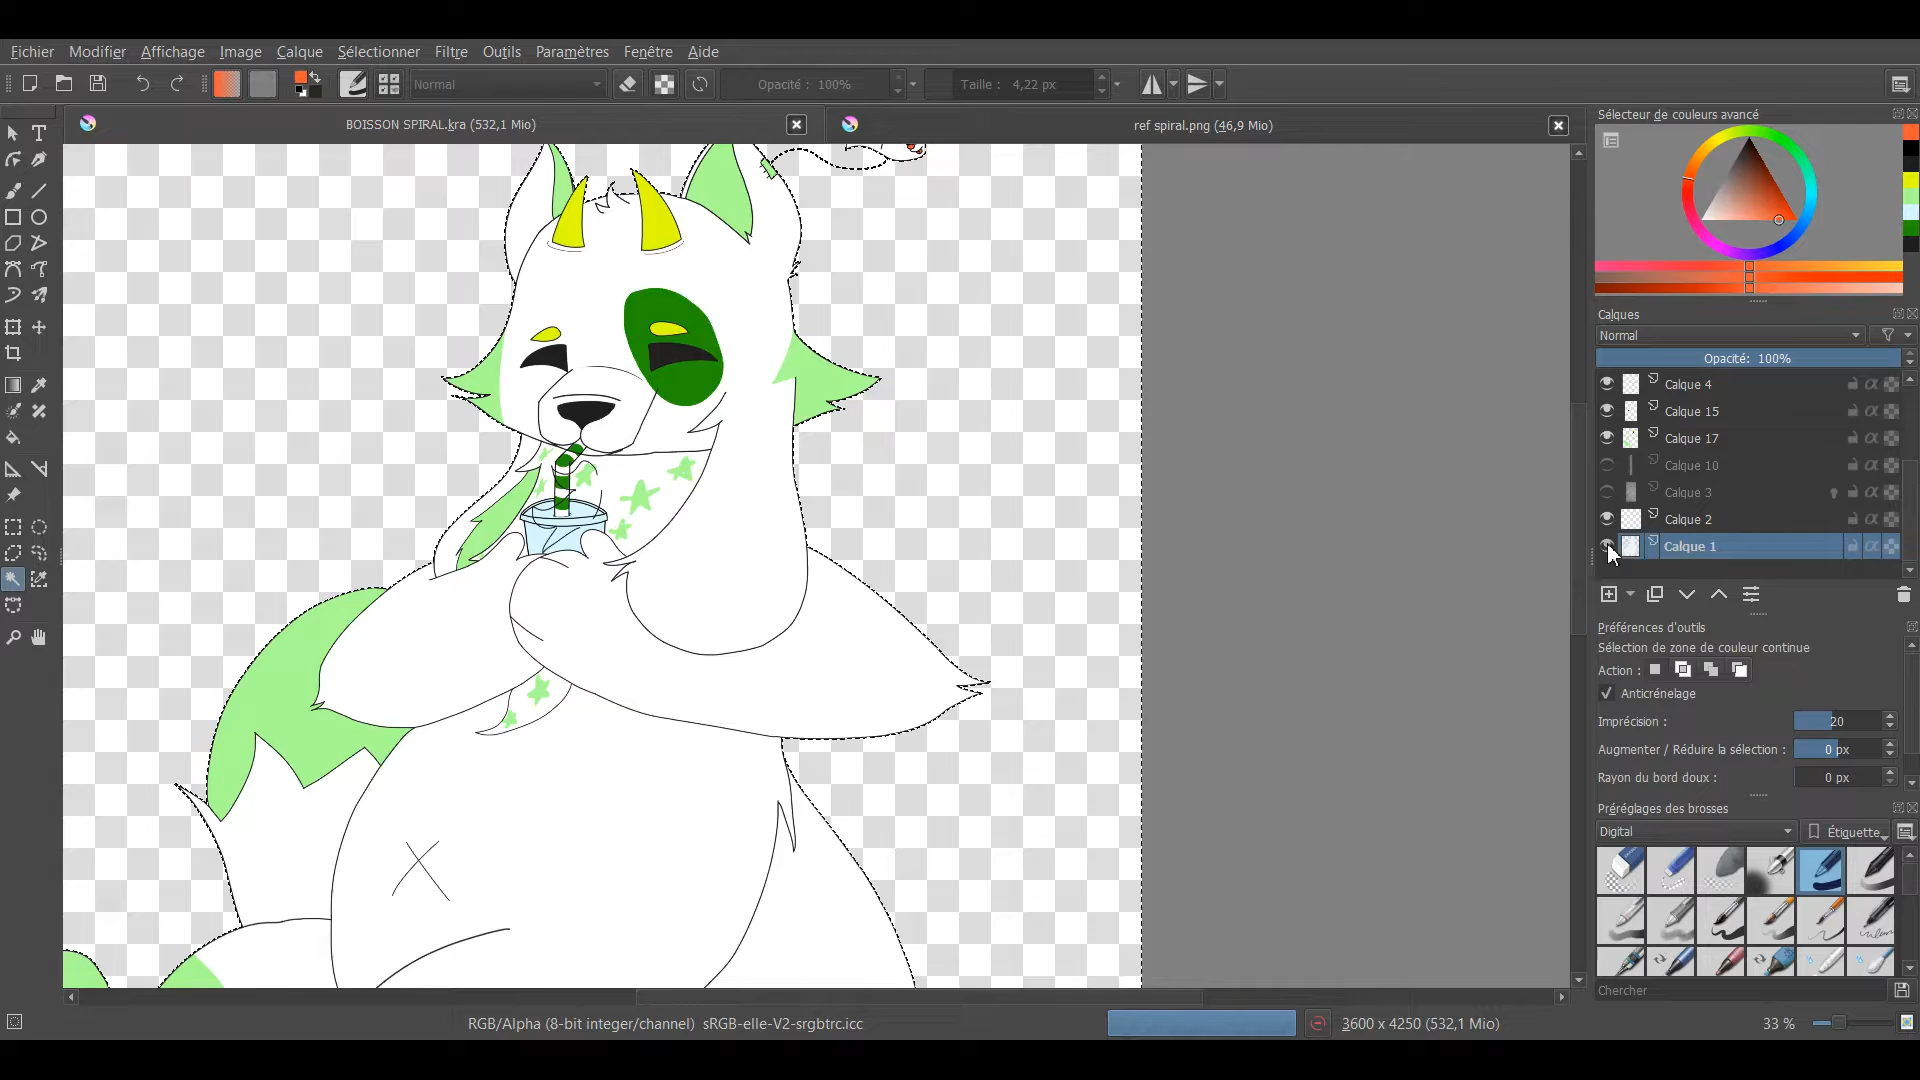 Fichier Modifier Affichage Image Calque Sélectionner Filtre Outils Paramètres Fenêtre Aide
Normal Opacité : 100% Taille : 4,22 px
BOISSON SPIRAL.kra (532,1 Mio) ref spiral.png (46,9 Mio)
Sélecteur de couleurs avancé
Calques
Normal
Opacité: 100%
Calque 4
Calque 15
Calque 17
Calque 10
Calque 3
Calque 2
Calque 1
Préférences d'outils
Sélection de zone de couleur continue
Action :
Anticrénelage
Imprécision : 20
Augmenter / Réduire la sélection : 0 px
Rayon du bord doux : 0 px
Préréglages des brosses
Digital Étiquette
Chercher
RGB/Alpha (8-bit integer/channel) sRGB-elle-V2-srgbtrc.icc 3600 x 4250 (532,1 Mio) 33 %